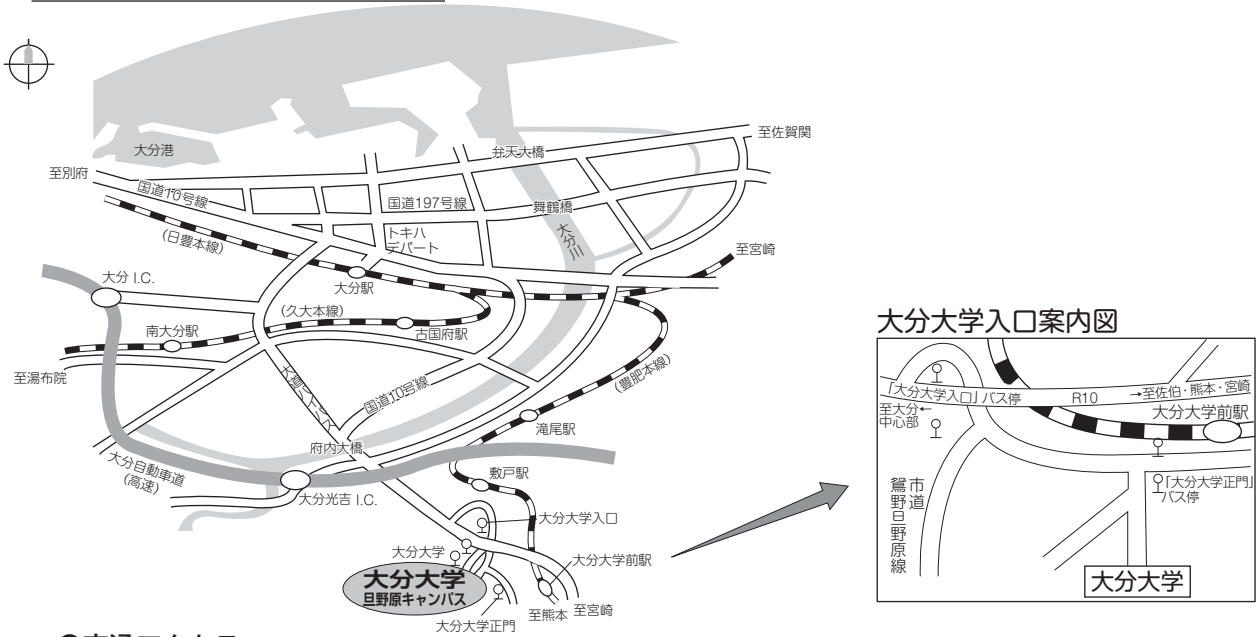 至佐賀関
弁天大橋
大分港
至別府
国道10号線
国道197号線
舞鶴橋
(日豊本線)
トキハ
デパート
大分川
至宮崎
大分 I.C.
大分駅
(久大本線)
南大分駅
古国府駅
至湯布院
大道バイパス
国道10号線
(豊肥本線)
滝尾駅
府内大橋
大分自動車道
(高速)
敷戸駅
大分光吉 I.C.
大分大学入口
大分大学
大分大学前駅
大分大学
旦野原キャンパス
至熊本
至宮崎
大分大学正門
大分大学入口案内図
「大分大学入口」バス停
R10
→至佐伯・熊本・宮崎
至大分←
中心部
大分大学前駅
「大分大学正門」
バス停
市道
鴛野旦野原線
大分大学